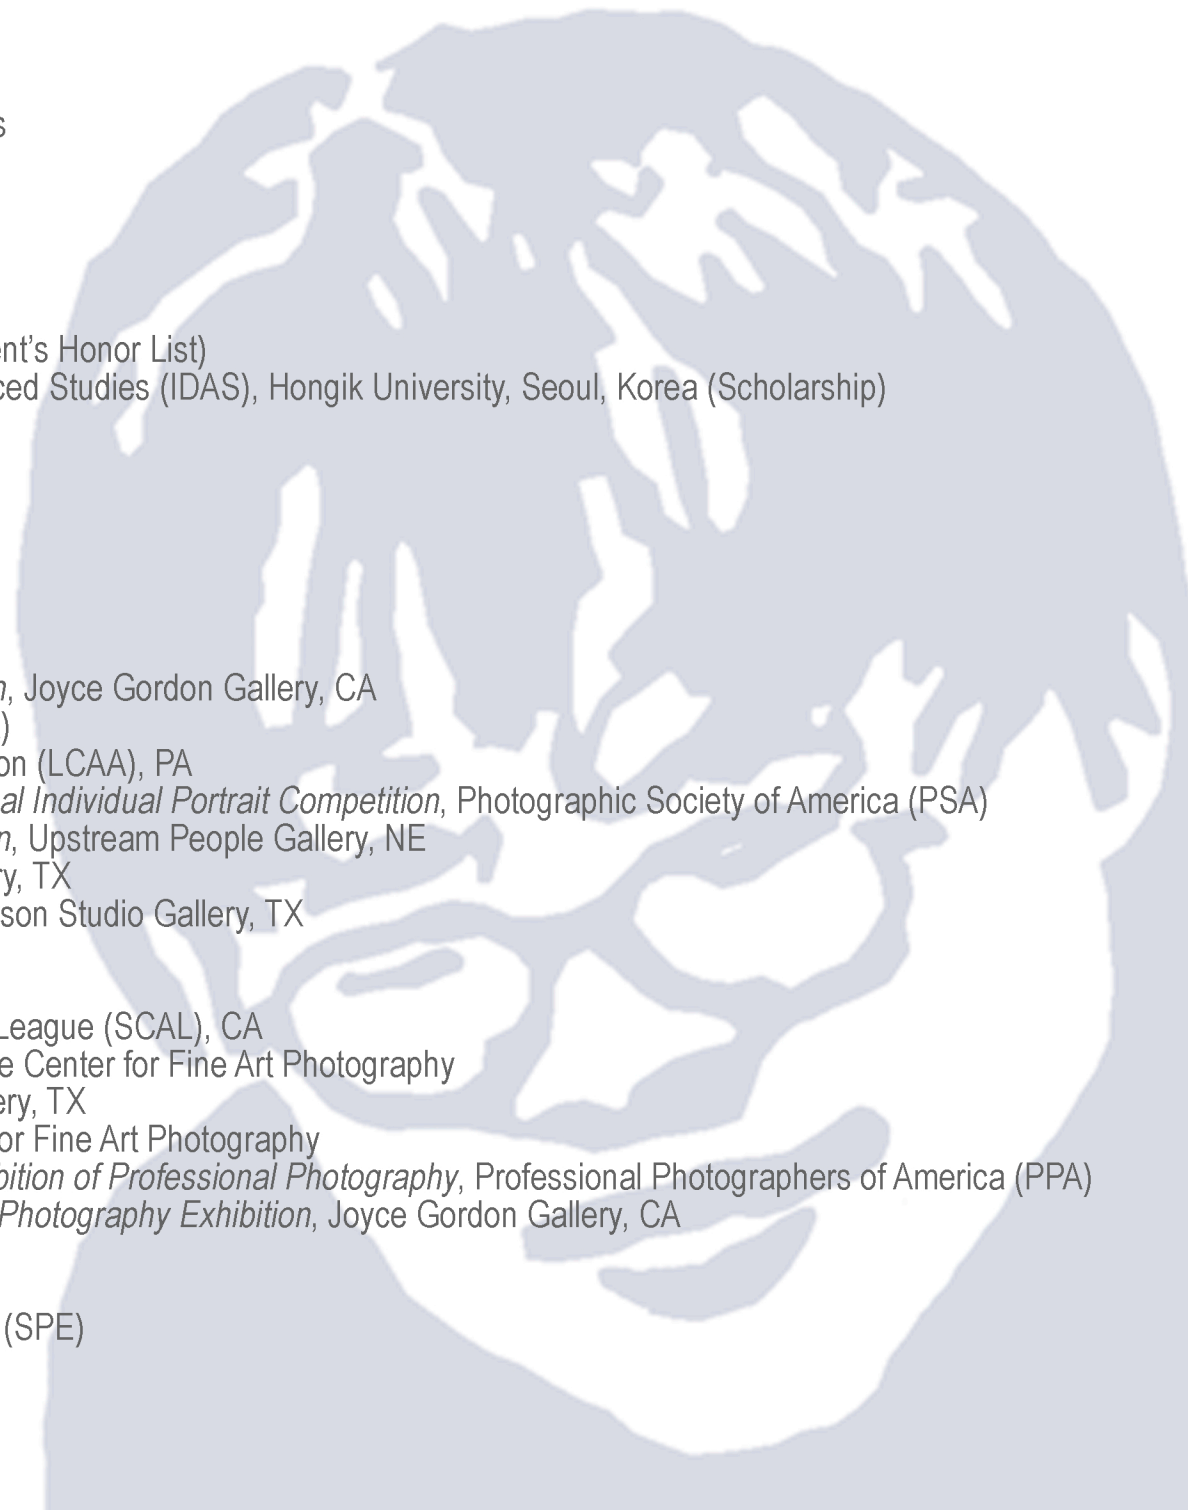 s
ent’s Honor List)
ced Studies (IDAS), Hongik University, Seoul, Korea (Scholarship)
n, Joyce Gordon Gallery, CA
)
on (LCAA), PA
al Individual Portrait Competition, Photographic Society of America (PSA)
n, Upstream People Gallery, NE
ry, TX
son Studio Gallery, TX
League (SCAL), CA
e Center for Fine Art Photography
ery, TX
or Fine Art Photography
bition of Professional Photography, Professional Photographers of America (PPA)
Photography Exhibition, Joyce Gordon Gallery, CA
(SPE)